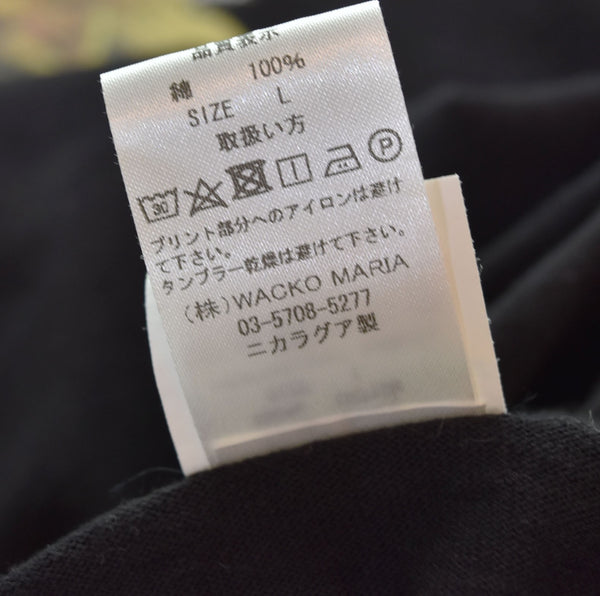 品質表示
綿 100%
SIZE L
取扱い方
30 P
プリント部分へのアイロンは避け
て下さい。
タンブラー乾燥は避けて下さい。
(株)WACKO MARIA
03-5708-5277
ニカラグア製